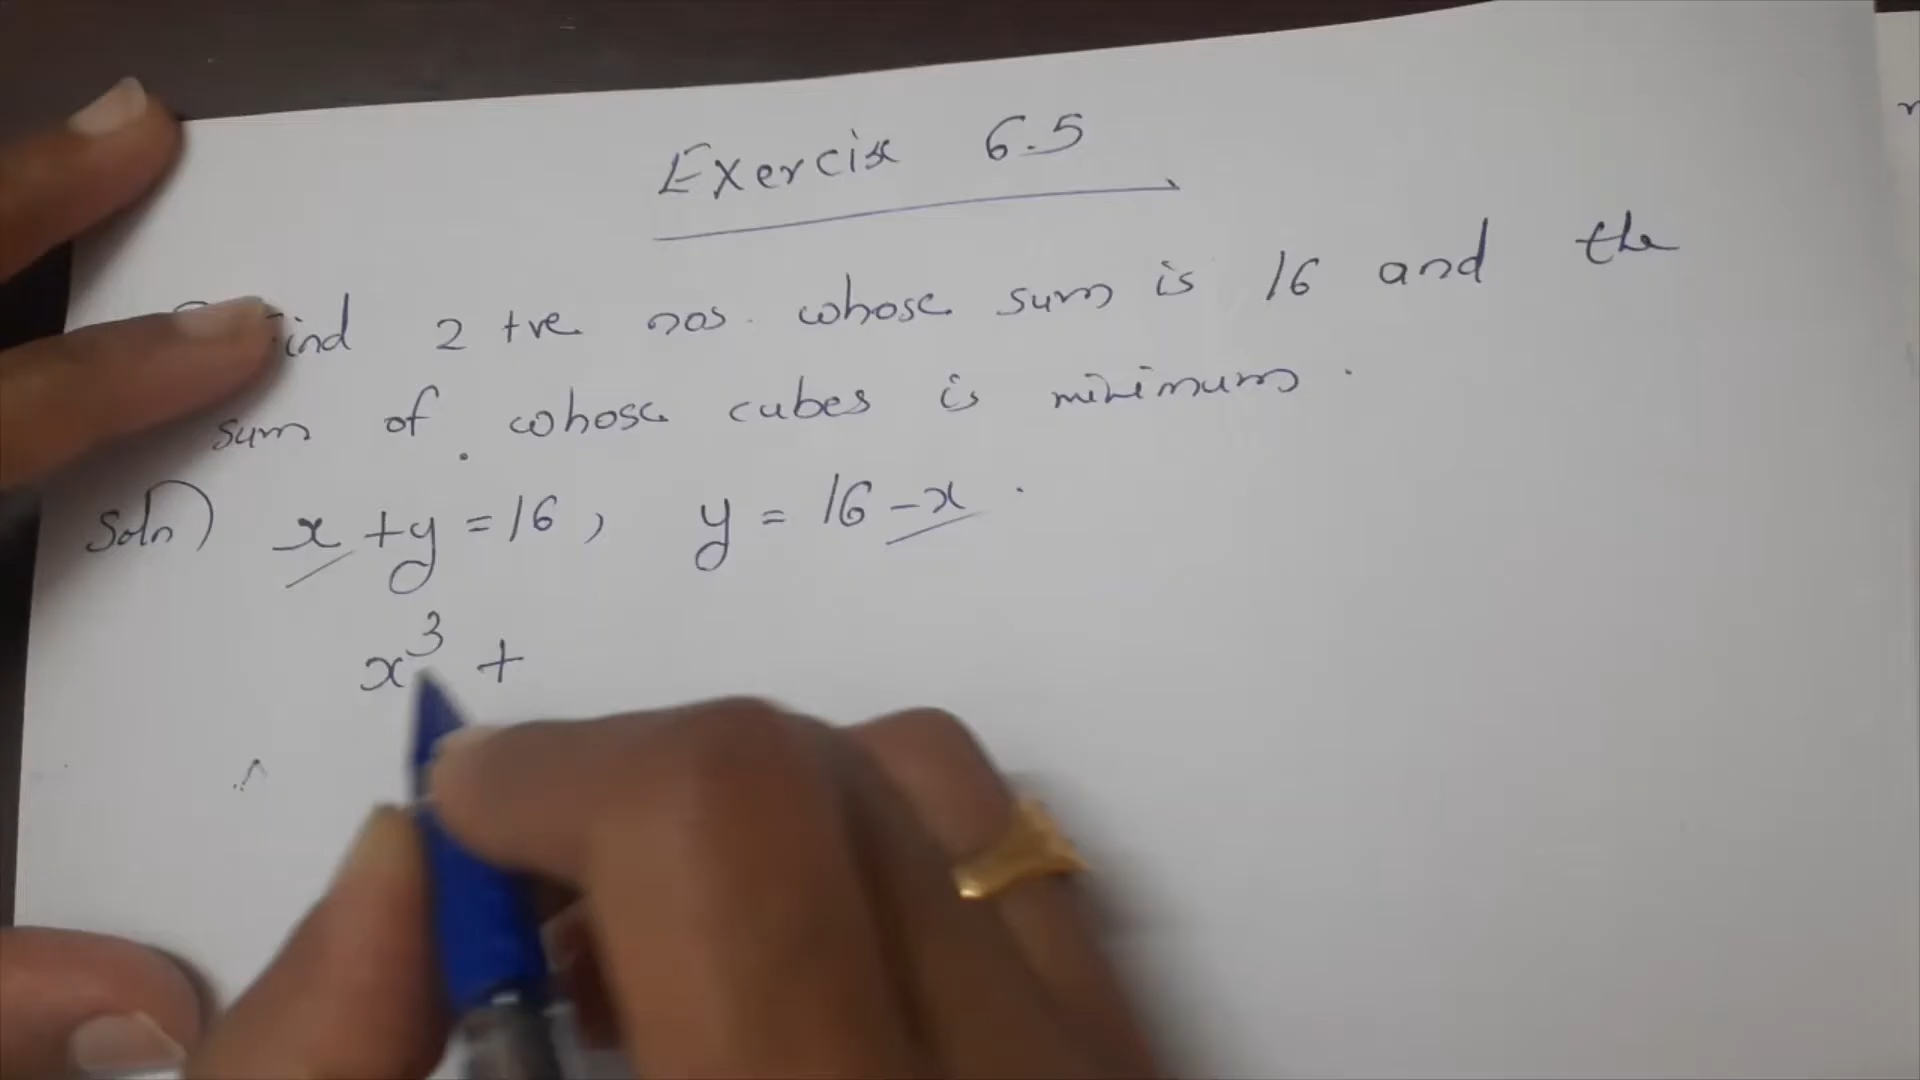 Exercise 6.5
ind 2 +ve nos. whose sum is 16 and the
sum of whose cubes is minimum.
Soln) x + y = 16, y = 16 - x.
x³ +